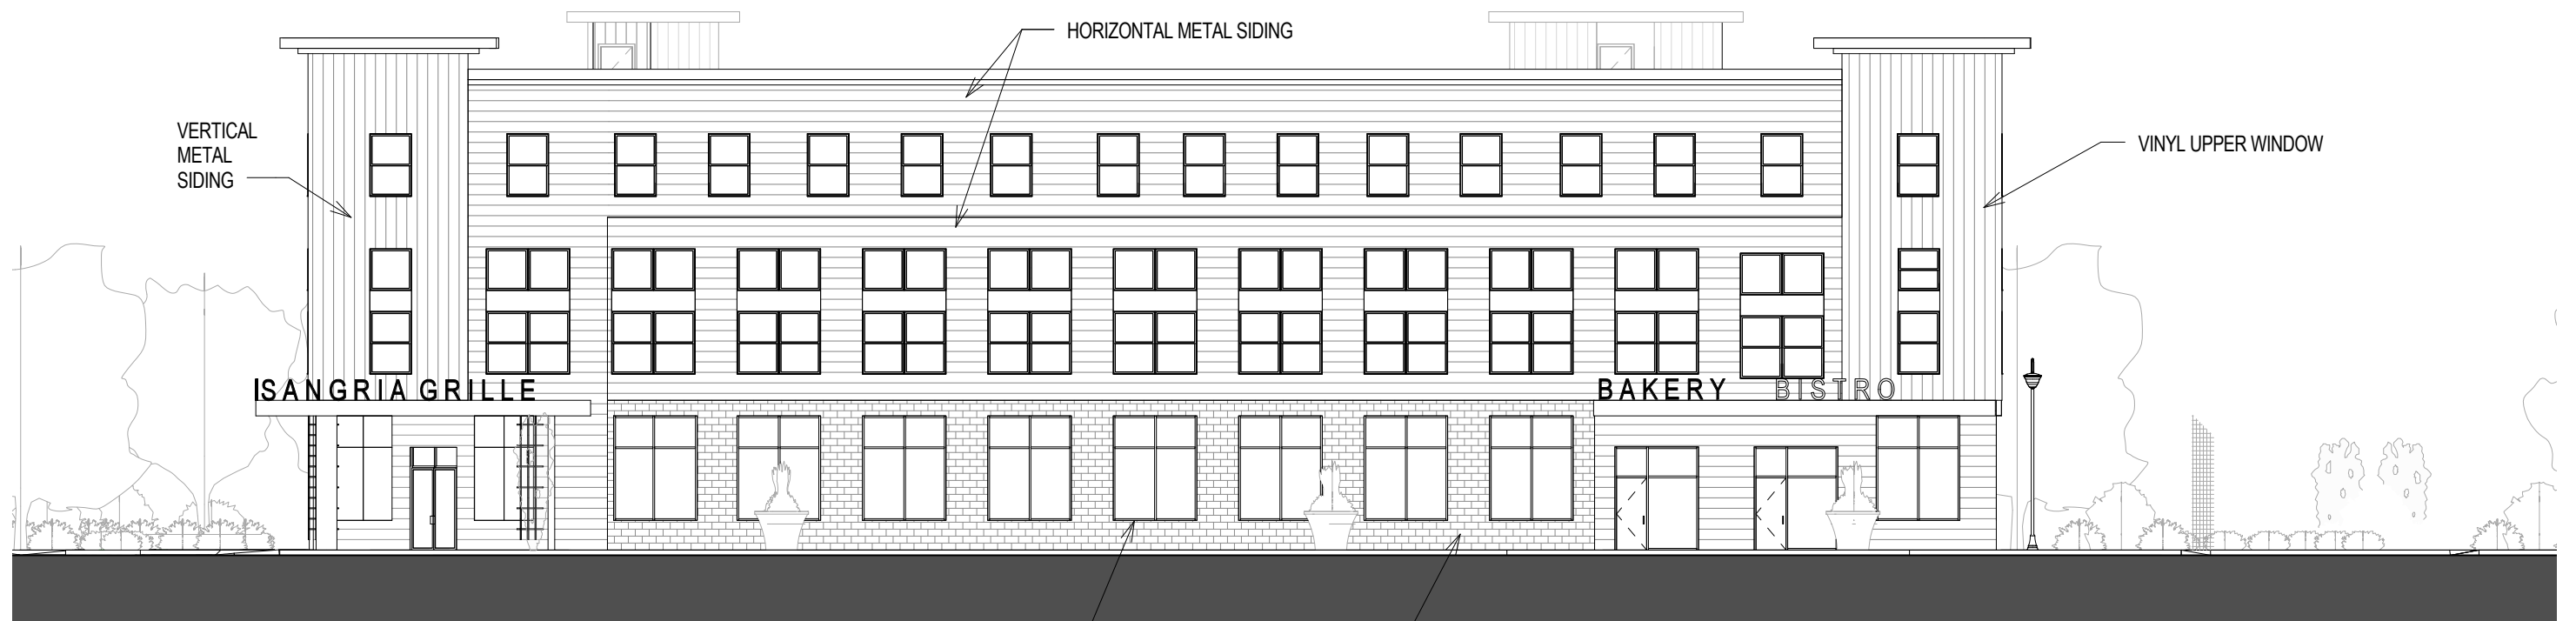 HORIZONTAL METAL SIDING
VERTICAL
METAL
SIDING
VINYL UPPER WINDOW
SANGRIA GRILLE
BAKERY BISTRO